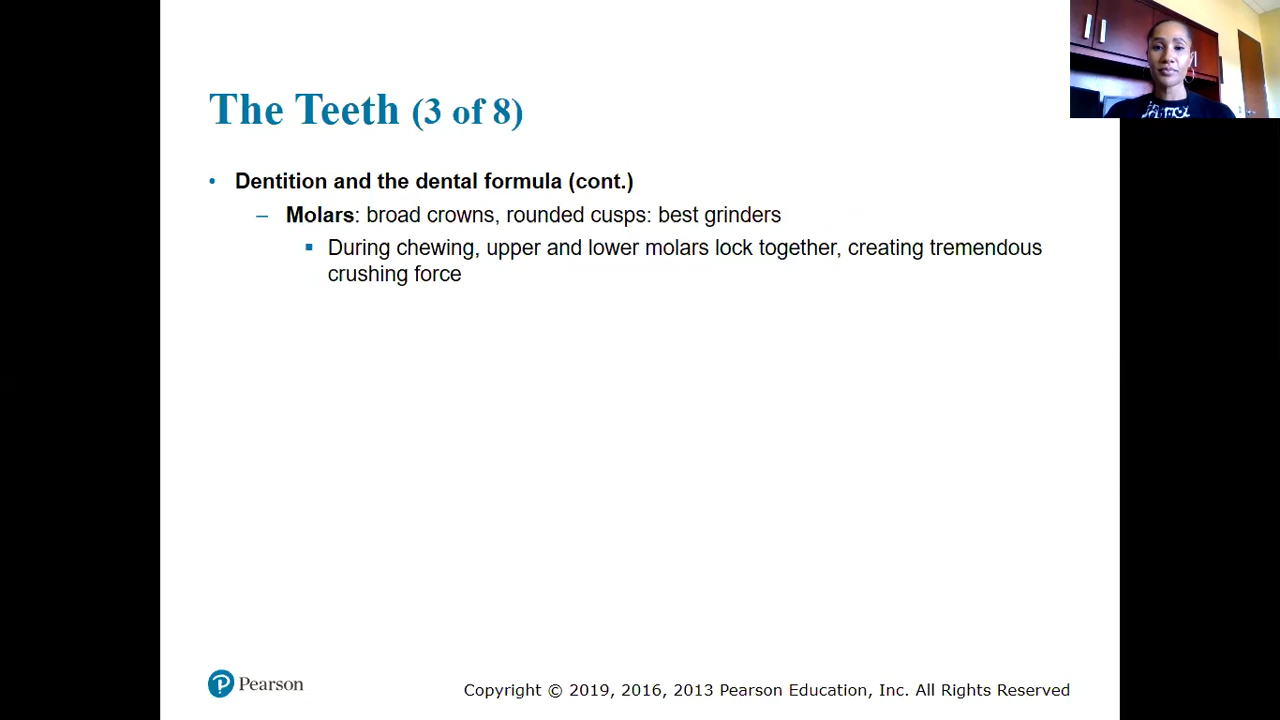 The Teeth (3 of 8)
• Dentition and the dental formula (cont.)
– Molars: broad crowns, rounded cusps: best grinders
▪ During chewing, upper and lower molars lock together, creating tremendous
crushing force
Pearson
Copyright © 2019, 2016, 2013 Pearson Education, Inc. All Rights Reserved